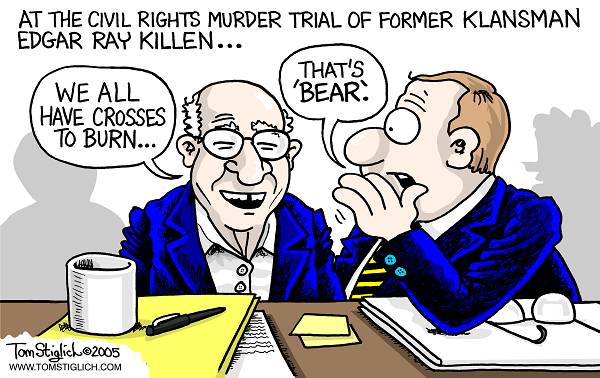 AT THE CIVIL RIGHTS MURDER TRIAL OF FORMER KLANSMAN
EDGAR RAY KILLEN...
WE ALL
HAVE CROSSES
TO BURN...
THAT'S
'BEAR'.
Tom Stiglich ©2005
WWW.TOMSTIGLICH.COM